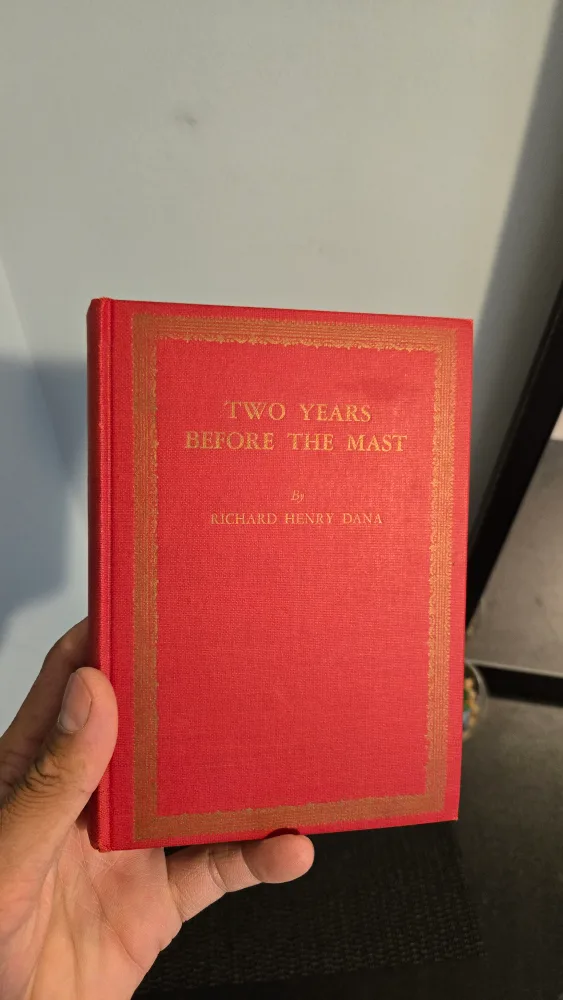 TWO YEARS
BEFORE THE MAST
By
RICHARD HENRY DANA